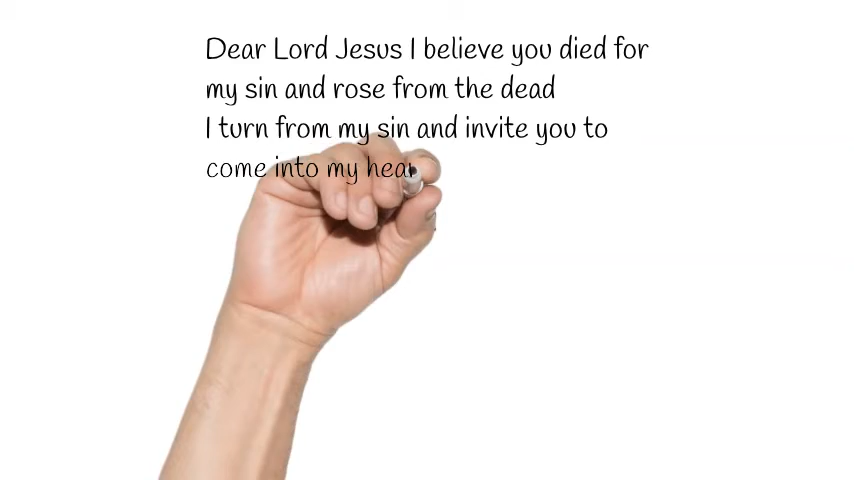 Dear Lord Jesus I believe you died for
my sin and rose from the dead
I turn from my sin and invite you to
come into my hear